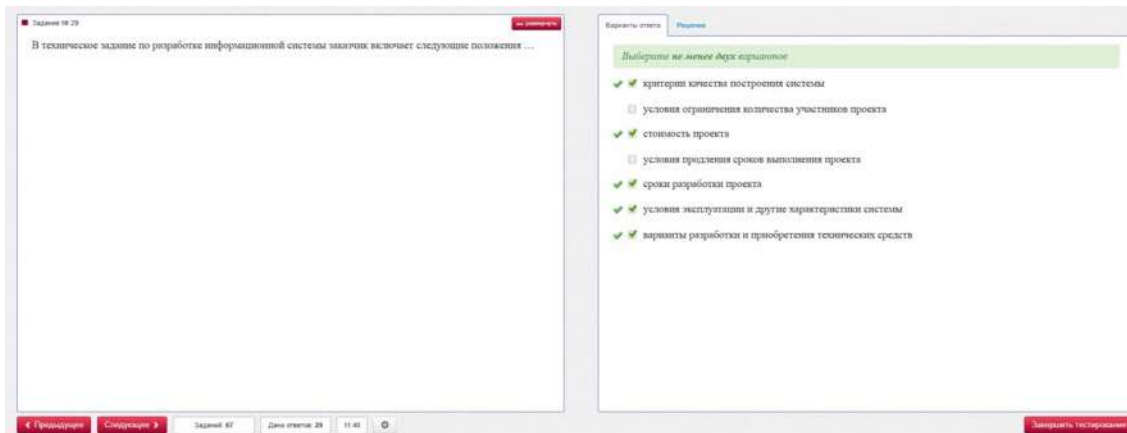 Задание № 29
развернуть
В техническое задание по разработке информационной системы заказчик включает следующие положения …
Варианты ответа
Решение
Выберите не менее двух вариантов
критерии качества построения системы
условия ограничения количества участников проекта
стоимость проекта
условия продления сроков выполнения проекта
сроки разработки проекта
условия эксплуатации и другие характеристики системы
варианты разработки и приобретения технических средств
Предыдущее
Следующее
Заданий 67
Дано ответов 29
Завершить тестирование